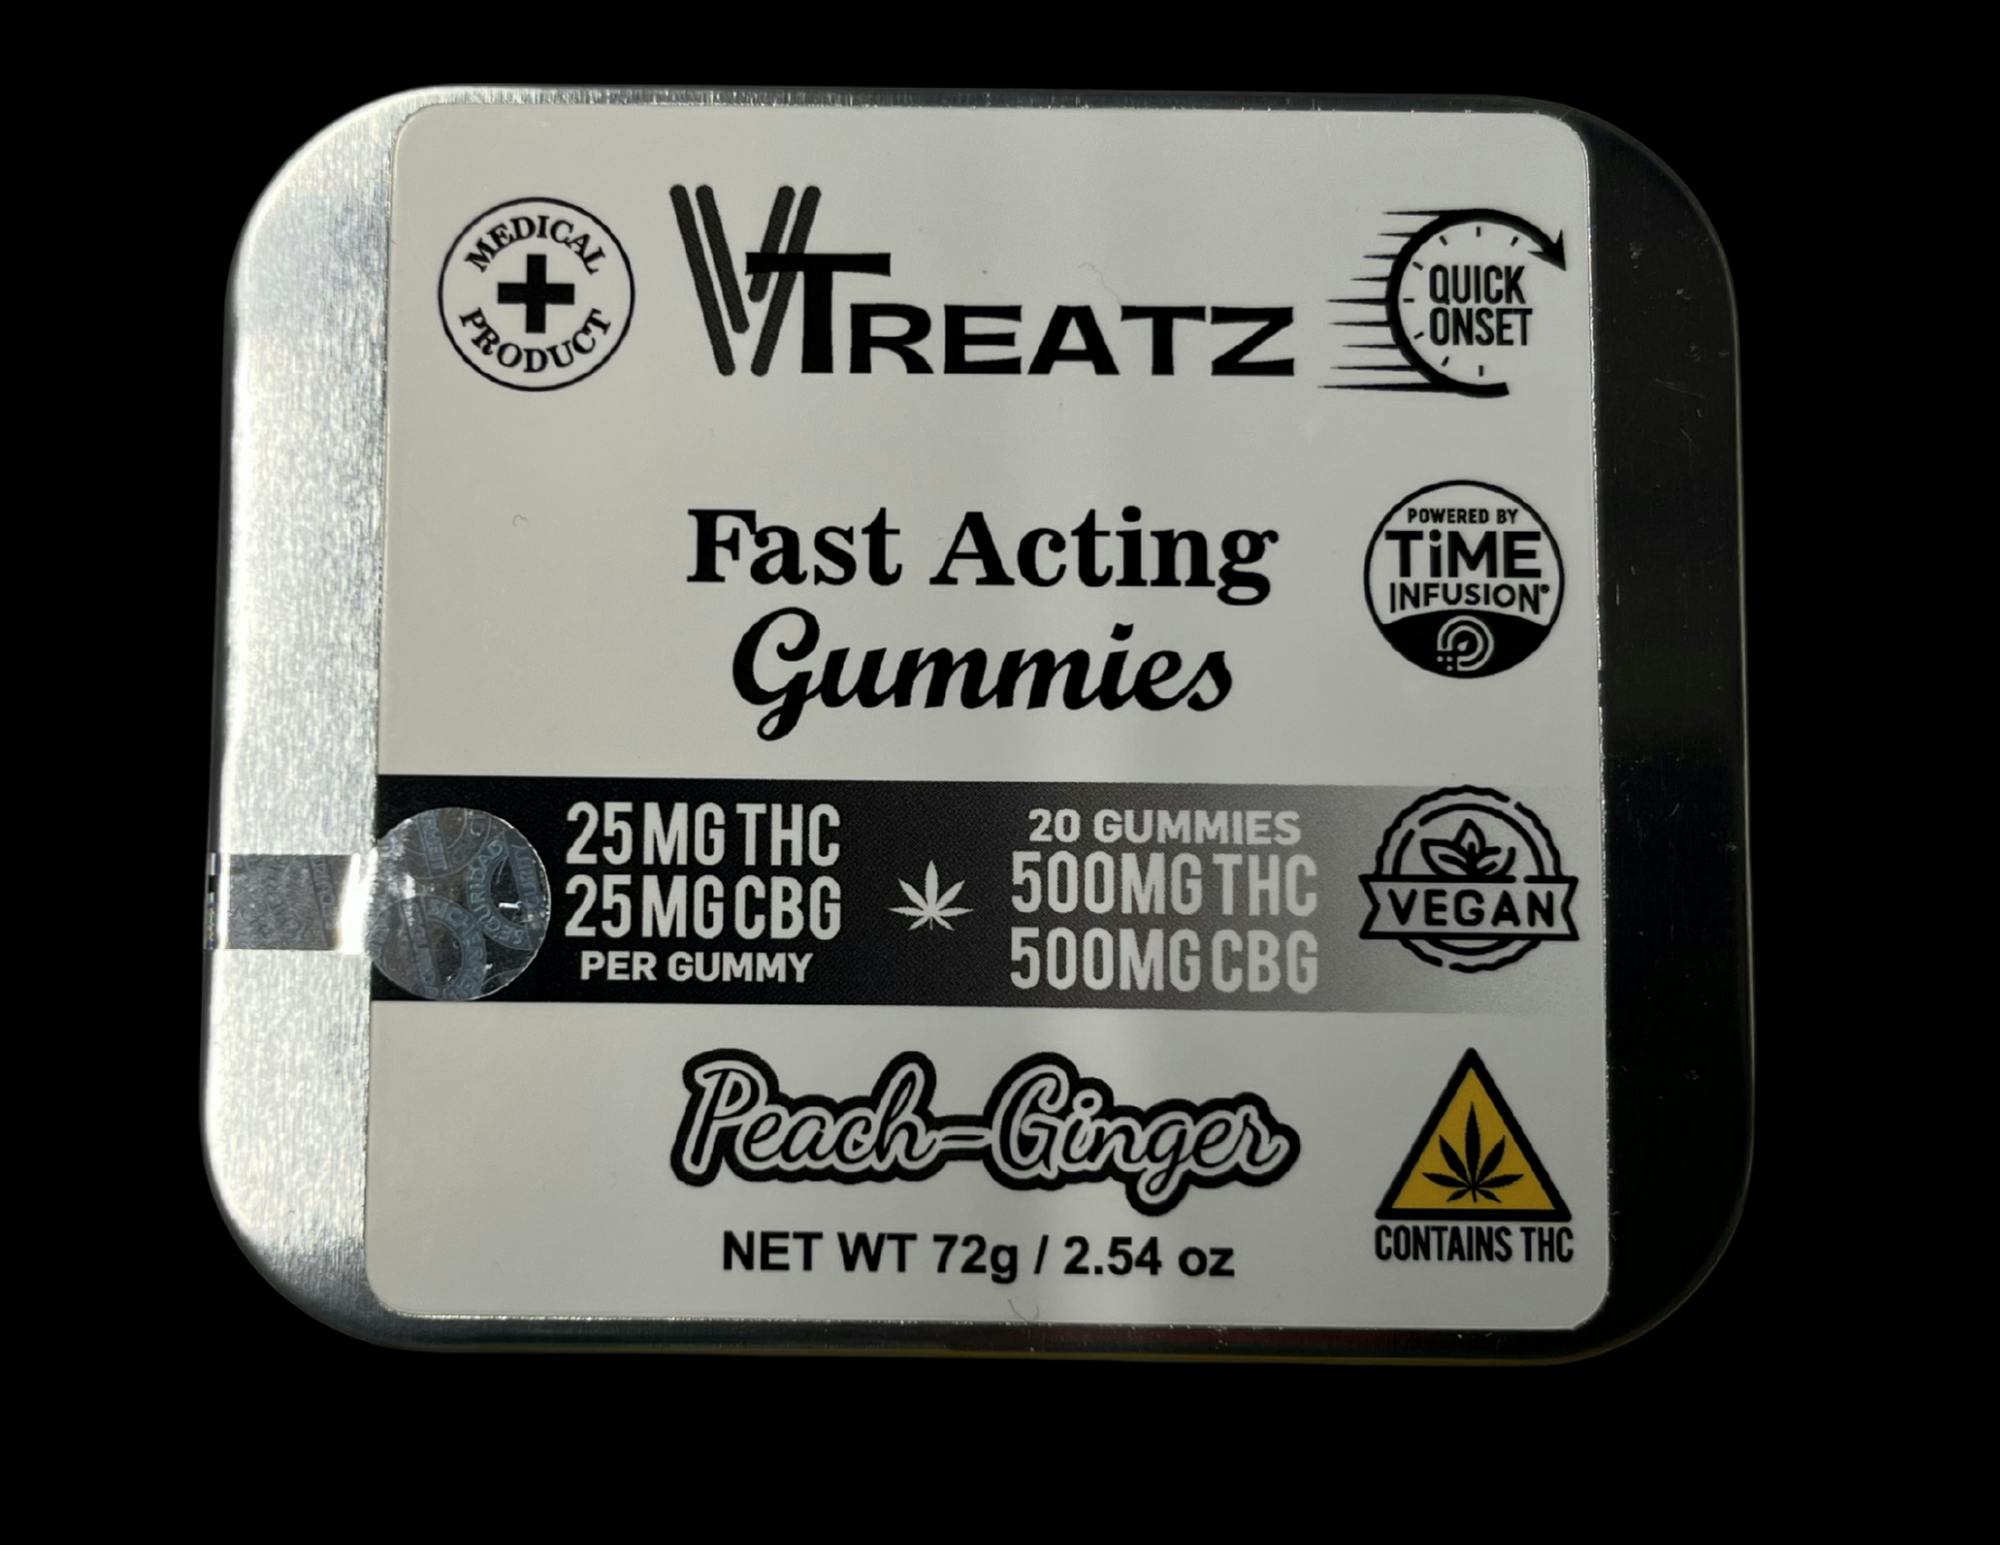 MEDICAL
PRODUCT
VTREATZ
QUICK
ONSET
Fast Acting
Gummies
POWERED BY
TiME
INFUSION®
25MG THC
25MG CBG
PER GUMMY
20 GUMMIES
500MG THC
500MG CBG
VEGAN
Peach-Ginger
NET WT 72g / 2.54 oz
CONTAINS THC